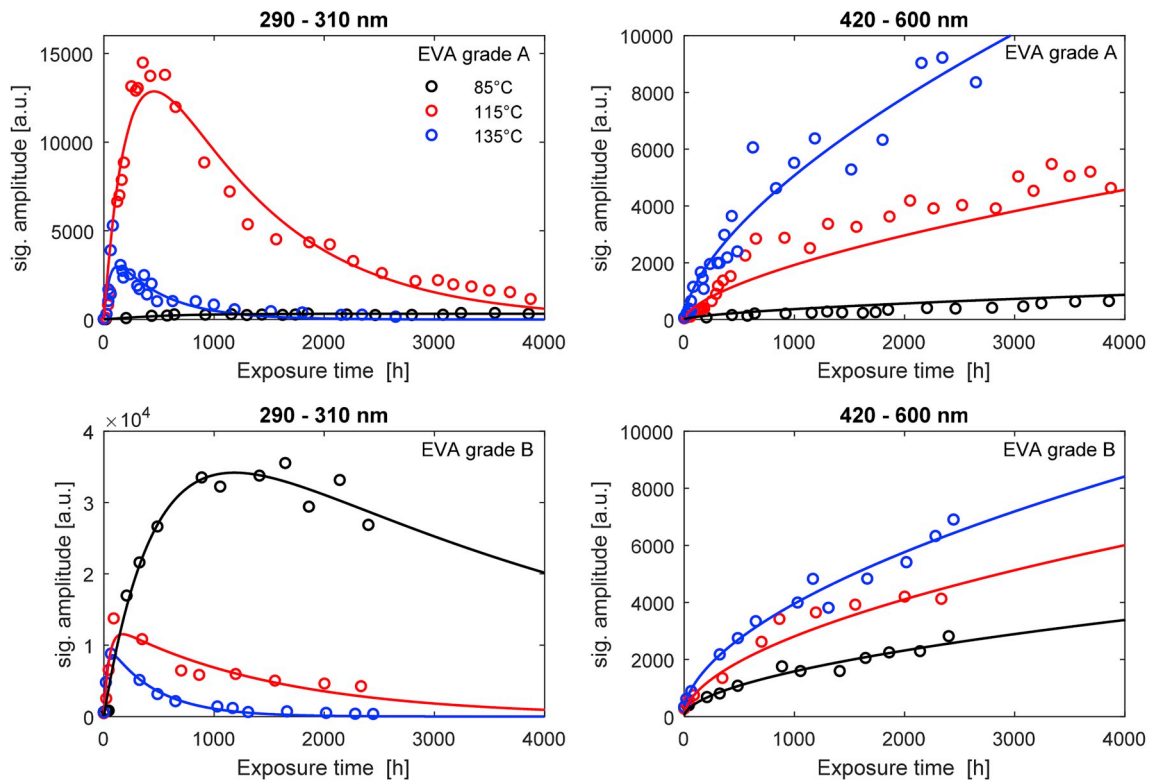 290 - 310 nm
sig. amplitude [a.u.]
15000
10000
5000
0
EVA grade A
85°C
115°C
135°C
0 1000 2000 3000 4000
Exposure time [h]
420 - 600 nm
sig. amplitude [a.u.]
10000
8000
6000
4000
2000
0
EVA grade A
0 1000 2000 3000 4000
Exposure time [h]
290 - 310 nm
× 10⁴
sig. amplitude [a.u.]
4
3
2
1
0
EVA grade B
0 1000 2000 3000 4000
Exposure time [h]
420 - 600 nm
sig. amplitude [a.u.]
10000
8000
6000
4000
2000
0
EVA grade B
0 1000 2000 3000 4000
Exposure time [h]